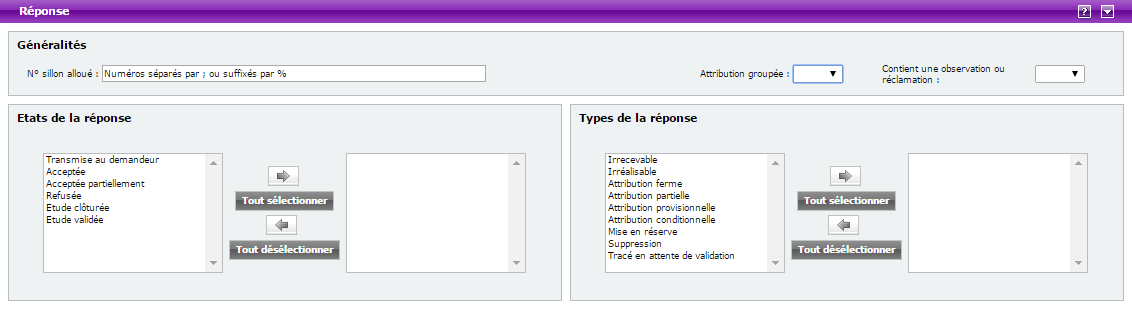 Réponse
?
Généralités
N° sillon alloué : Numéros séparés par ; ou suffixés par %
Attribution groupée :
Contient une observation ou
réclamation :
Etats de la réponse
Transmise au demandeur
Acceptée
Acceptée partiellement
Refusée
Etude clôturée
Etude validée
Tout sélectionner
Tout désélectionner
Types de la réponse
Irrecevable
Irréalisable
Attribution ferme
Attribution partielle
Attribution provisionnelle
Attribution conditionnelle
Mise en réserve
Suppression
Tracé en attente de validation
Tout sélectionner
Tout désélectionner